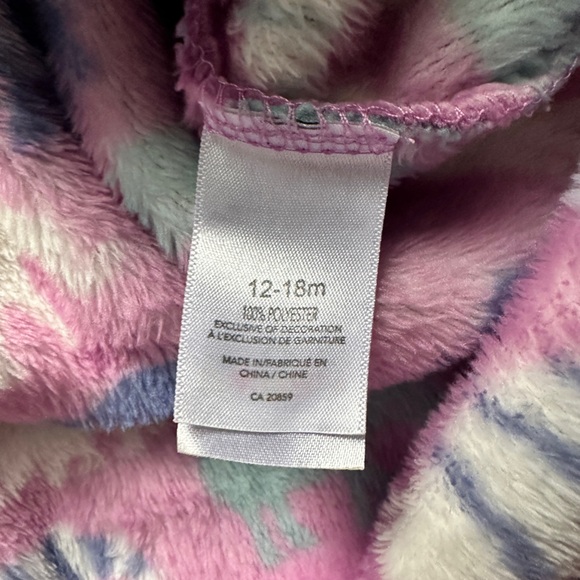 12-18m
100% POLYESTER
EXCLUSIVE OF DECORATION
À L'EXCLUSION DE GARNITURE
MADE IN/FABRIQUÉ EN
CHINA / CHINE
CA 20859